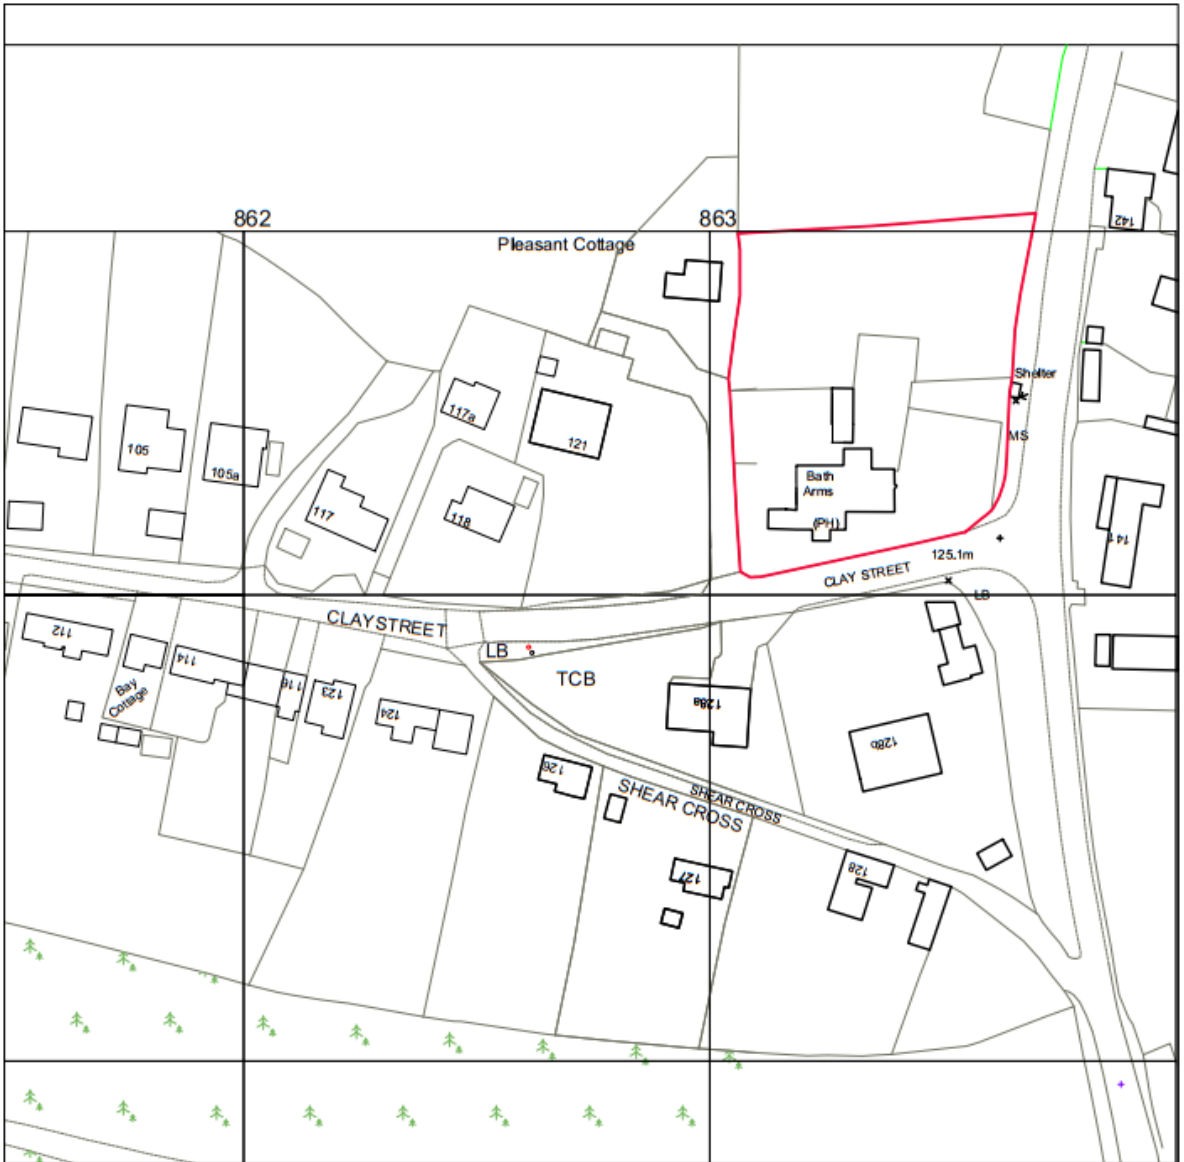 862
863
142
Pleasant Cottage
Shelter
117a
MS
105
121
105a
Bath
Arms
117
118
(PH)
141
125.1m
CLAY STREET
LB
CLAYSTREET
112
LB
114
TCB
Bay
Cottage
116
123
128a
124
128b
126
SHEAR CROSS
SHEAR CROSS
127
128